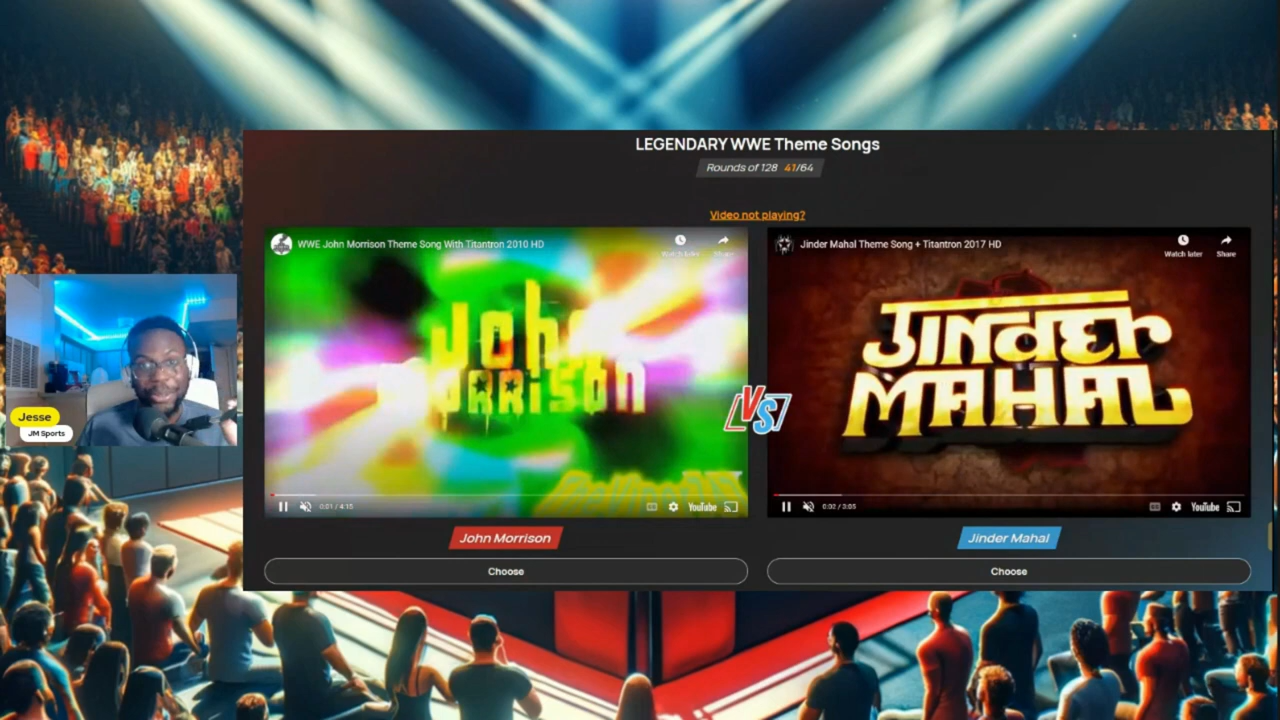 LEGENDARY WWE Theme Songs
Rounds of 128 41/64
Video not playing?
WWE John Morrison Theme Song With Titantron 2010 HD
Watch later
Share
John
Morrison
0:01 / 4:15
YouTube
John Morrison
Choose
VS
Jinder Mahal Theme Song + Titantron 2017 HD
Watch later
Share
JINDER
MAHAL
0:02 / 3:05
YouTube
Jinder Mahal
Choose
Jesse
JM Sports